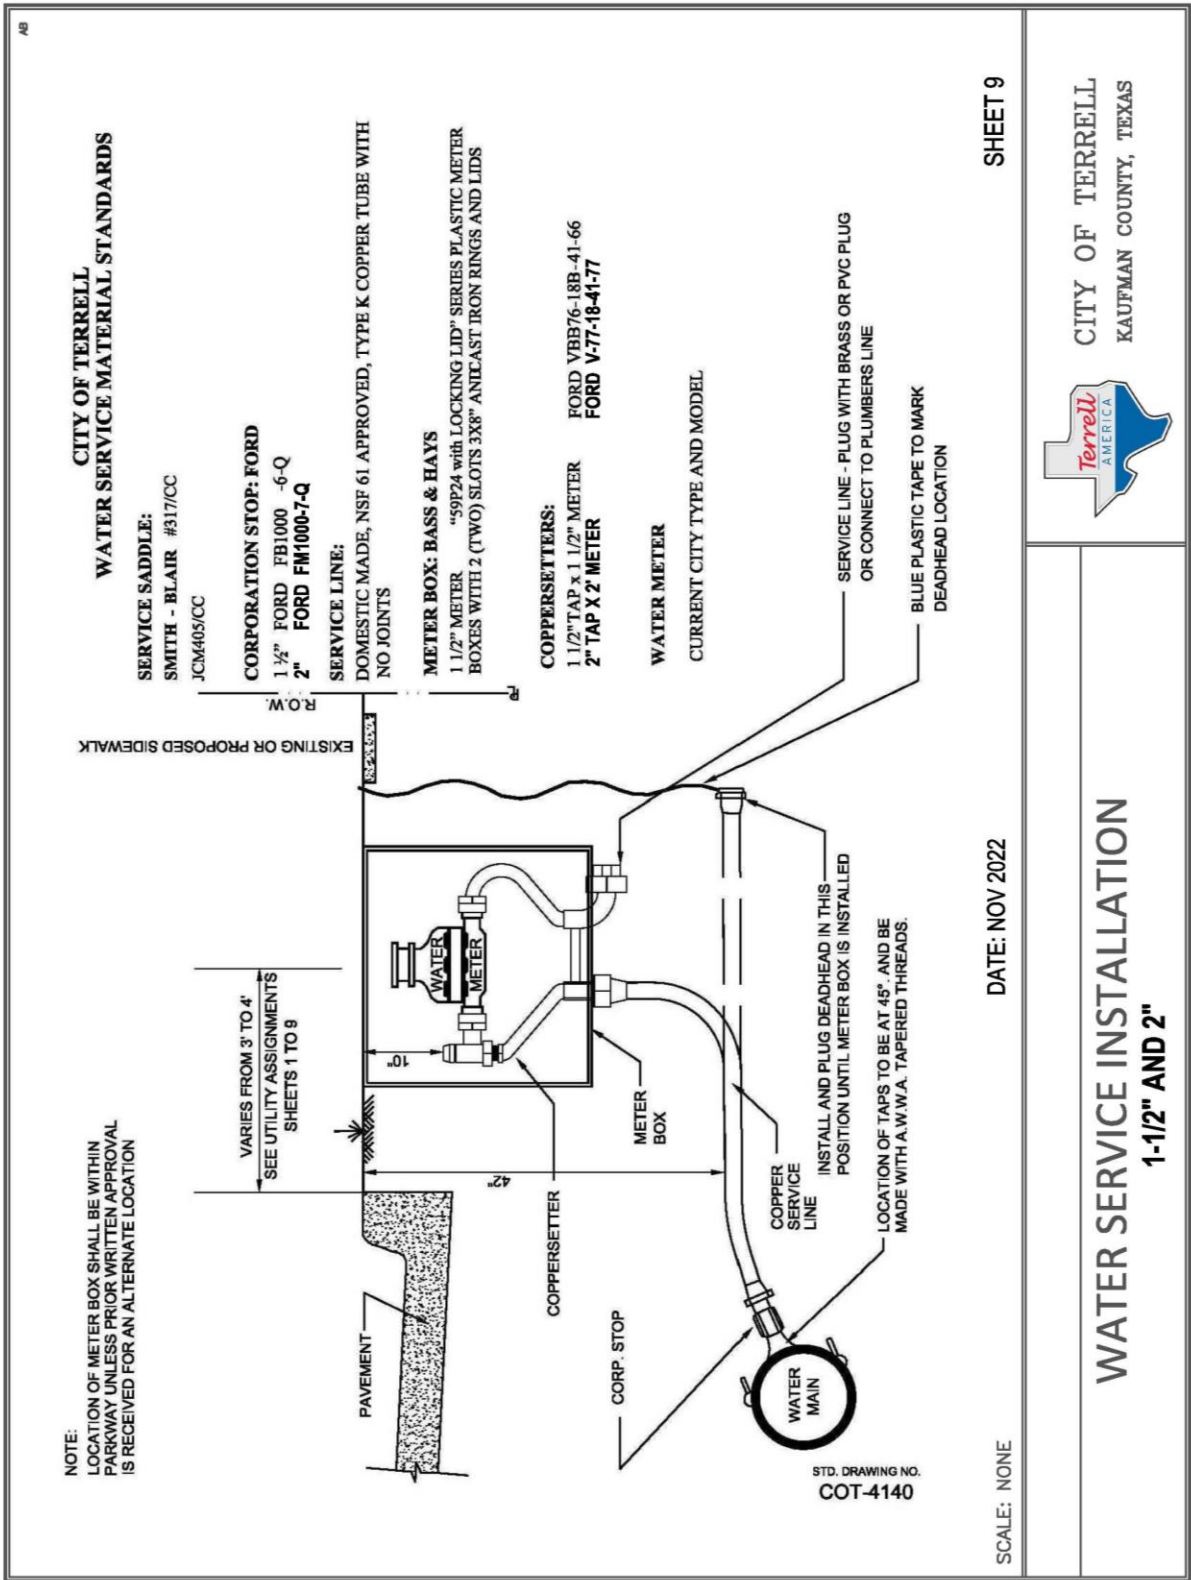 AB
NOTE:
LOCATION OF METER BOX SHALL BE WITHIN
PARKWAY UNLESS PRIOR WRITTEN APPROVAL
IS RECEIVED FOR AN ALTERNATE LOCATION
CITY OF TERRELL
WATER SERVICE MATERIAL STANDARDS
SERVICE SADDLE:
SMITH - BLAIR #317/CC
JCM405/CC
CORPORATION STOP: FORD
1 ½" FORD FB1000 -6-Q
2" FORD FM1000-7-Q
SERVICE LINE:
DOMESTIC MADE, NSF 61 APPROVED, TYPE K COPPER TUBE WITH
NO JOINTS
METER BOX: BASS & HAYS
1 1/2" METER "59P24 with LOCKING LID" SERIES PLASTIC METER
BOXES WITH 2 (TWO) SLOTS 3X8" ANDCAST IRON RINGS AND LIDS
COPPERSETTERS:
1 1/2"TAP x 1 1/2" METER FORD VBB76-18B-41-66
2" TAP X 2' METER FORD V-77-18-41-77
WATER METER
CURRENT CITY TYPE AND MODEL
VARIES FROM 3' TO 4'
SEE UTILITY ASSIGNMENTS
SHEETS 1 TO 9
EXISTING OR PROPOSED SIDEWALK
R.O.W.
PL
PAVEMENT
10"
WATER
METER
42"
COPPERSETTER
METER
BOX
CORP. STOP
COPPER
SERVICE
LINE
WATER
MAIN
SERVICE LINE - PLUG WITH BRASS OR PVC PLUG
OR CONNECT TO PLUMBERS LINE
BLUE PLASTIC TAPE TO MARK
DEADHEAD LOCATION
INSTALL AND PLUG DEADHEAD IN THIS
POSITION UNTIL METER BOX IS INSTALLED
LOCATION OF TAPS TO BE AT 45°. AND BE
MADE WITH A.W.W.A. TAPERED THREADS.
STD. DRAWING NO.
COT-4140
SCALE: NONE
DATE: NOV 2022
SHEET 9
WATER SERVICE INSTALLATION
1-1/2" AND 2"
Terrell
AMERICA
CITY OF TERRELL
KAUFMAN COUNTY, TEXAS